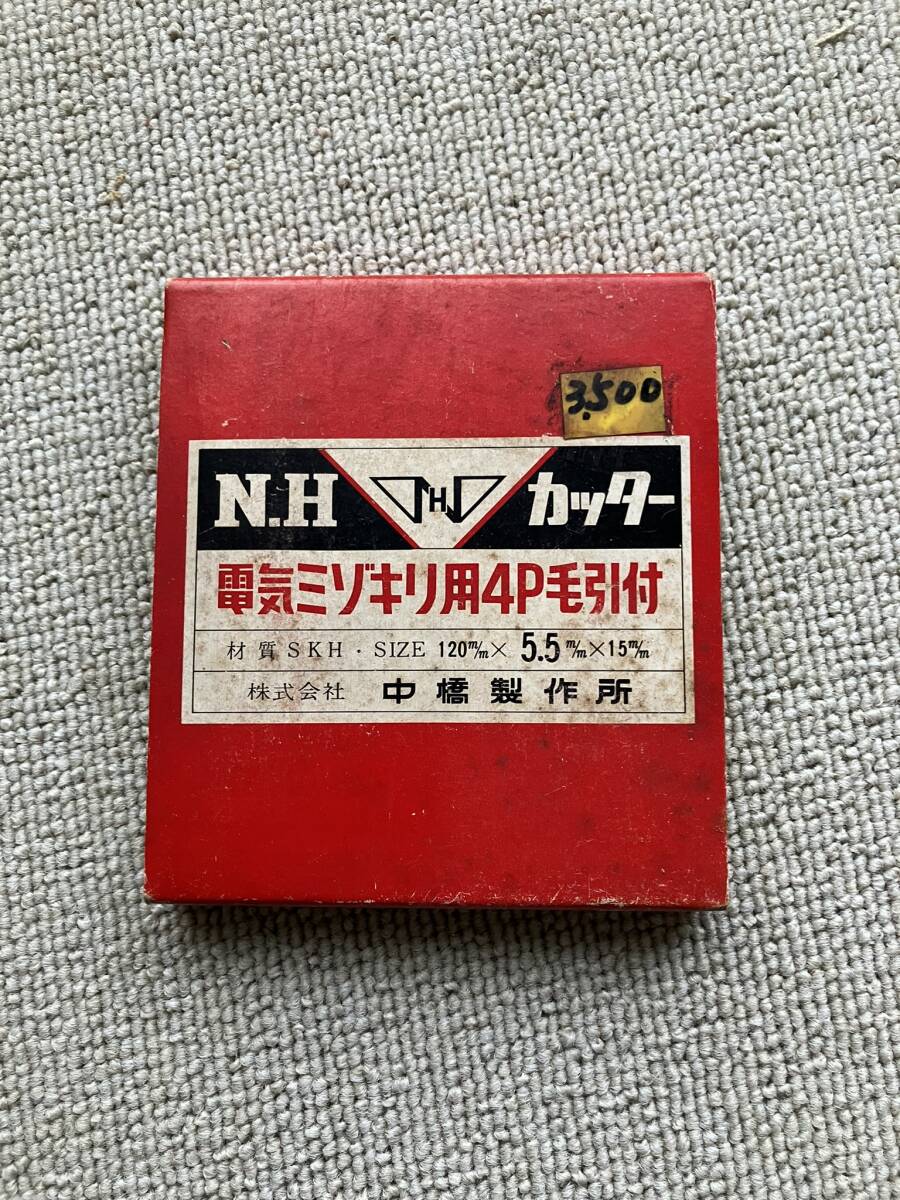 3.500
N.H NHJ カッター
電気ミゾキリ用4P毛引付
材質SKH・SIZE 120m/m× 5.5m/m×15m/m
株式会社 中橋製作所